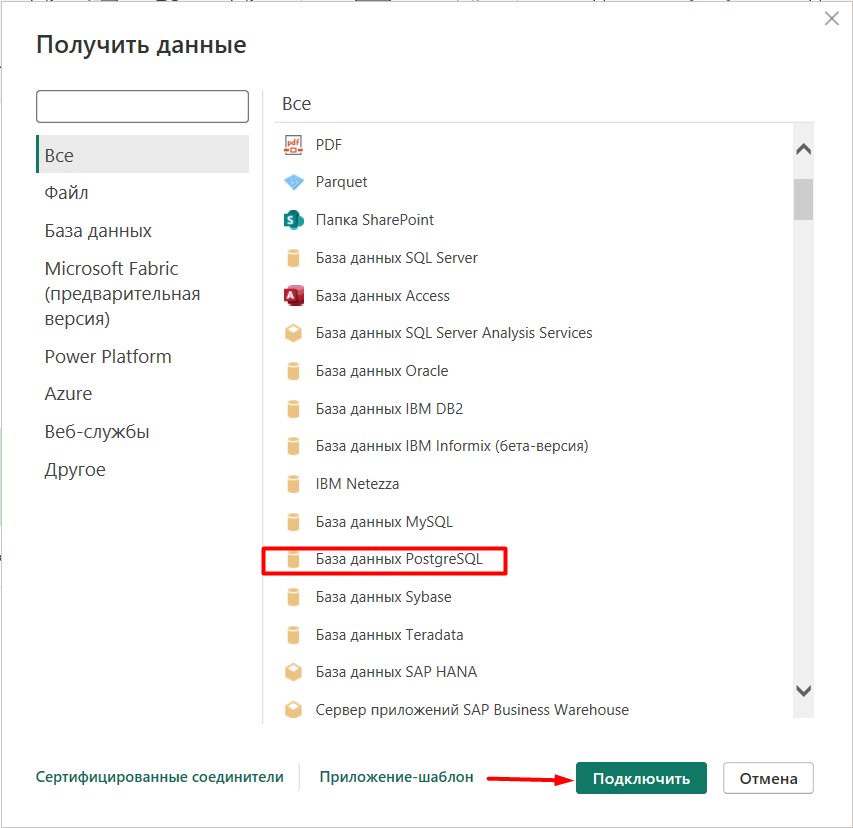 Получить данные
Все
Файл
База данных
Microsoft Fabric
(предварительная
версия)
Power Platform
Azure
Веб-службы
Другое
Все
PDF
Parquet
Папка SharePoint
База данных SQL Server
База данных Access
База данных SQL Server Analysis Services
База данных Oracle
База данных IBM DB2
База данных IBM Informix (бета-версия)
IBM Netezza
База данных MySQL
База данных PostgreSQL
База данных Sybase
База данных Teradata
База данных SAP HANA
Сервер приложений SAP Business Warehouse
Сертифицированные соединители
Приложение-шаблон
Подключить
Отмена